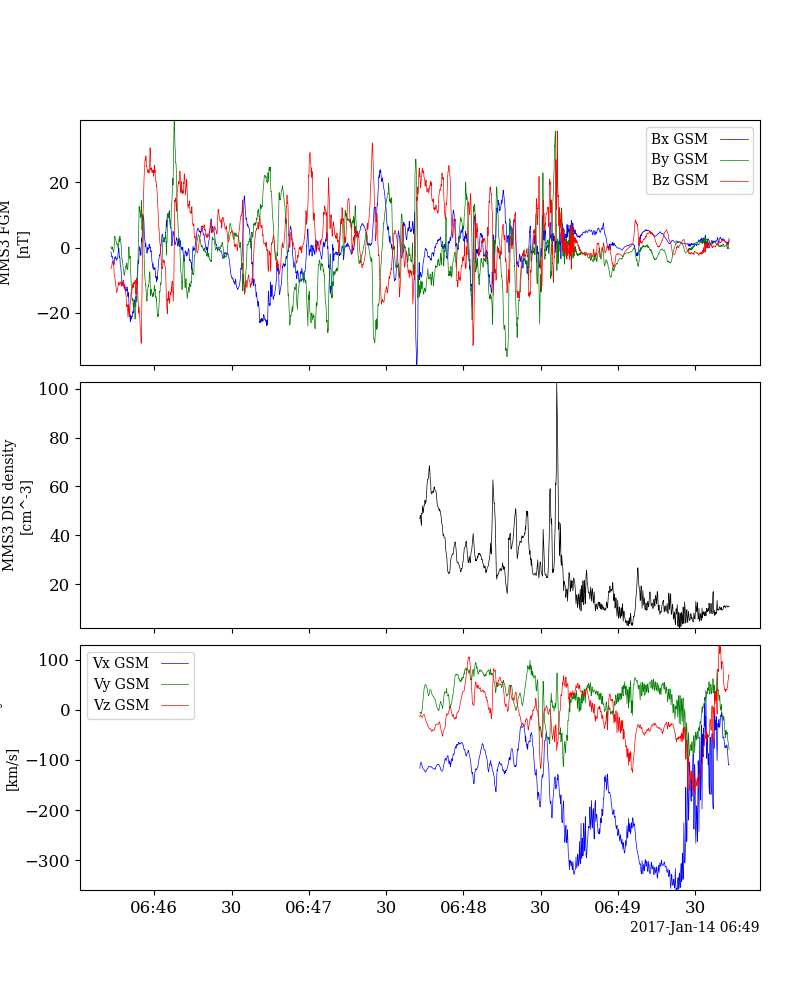 MMS3 FGM
[nT]
20
0
−20
Bx GSM
By GSM
Bz GSM
MMS3 DIS density
[cm^-3]
100
80
60
40
20
[km/s]
100
0
−100
−200
−300
Vx GSM
Vy GSM
Vz GSM
06:46 30 06:47 30 06:48 30 06:49 30
2017-Jan-14 06:49